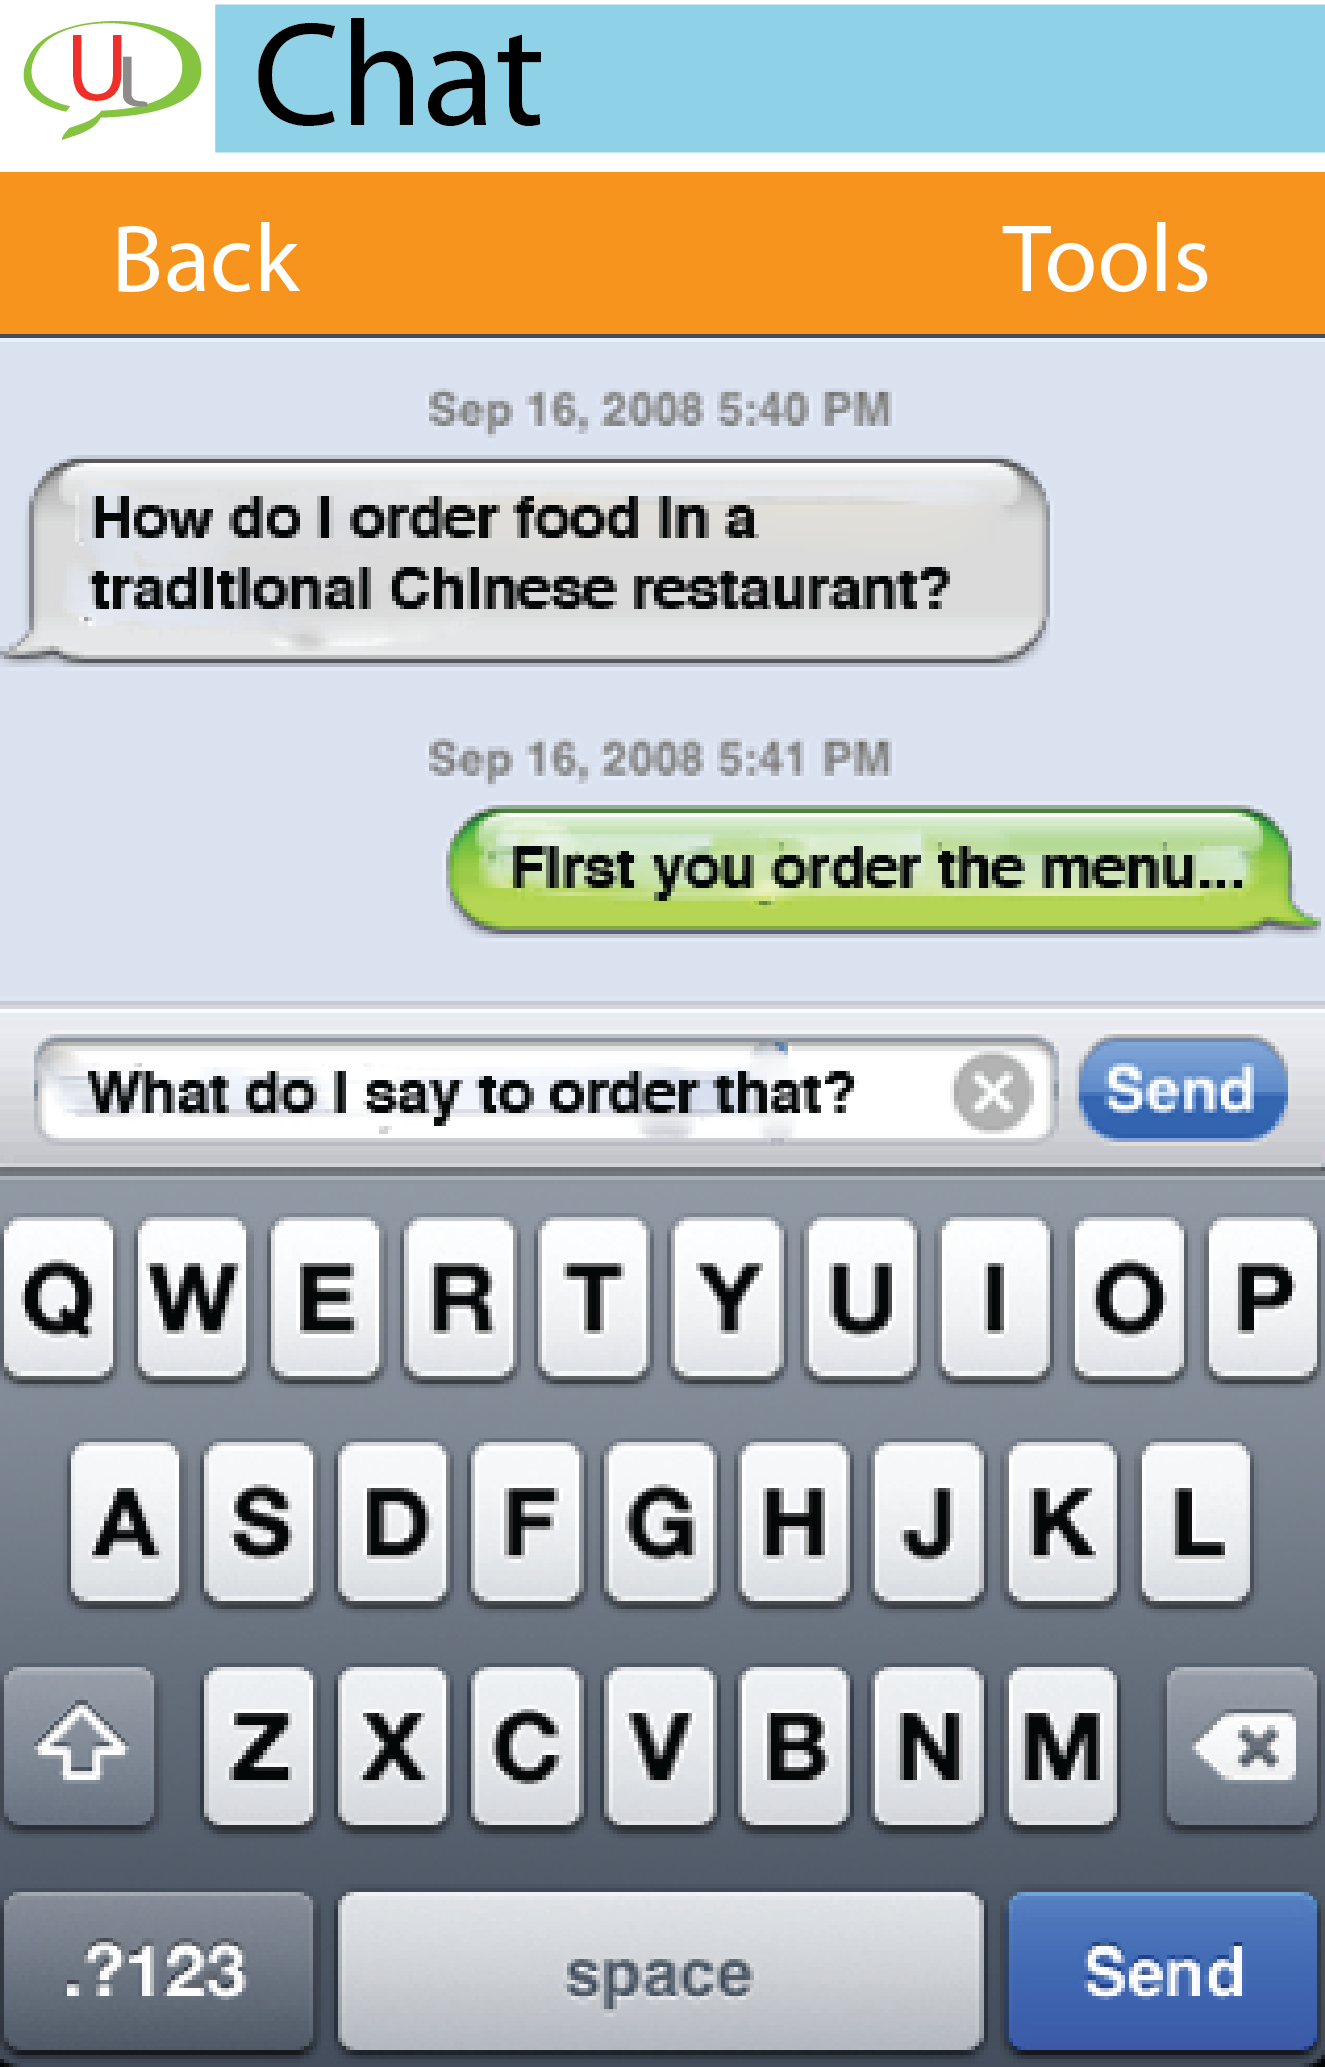 UL
Chat
Back Tools
Sep 16, 2008 5:40 PM
How do I order food in a
traditional Chinese restaurant?
Sep 16, 2008 5:41 PM
First you order the menu...
What do I say to order that?
Send
Q W E R T Y U I O P
A S D F G H J K L
Z X C V B N M
.?123 space Send